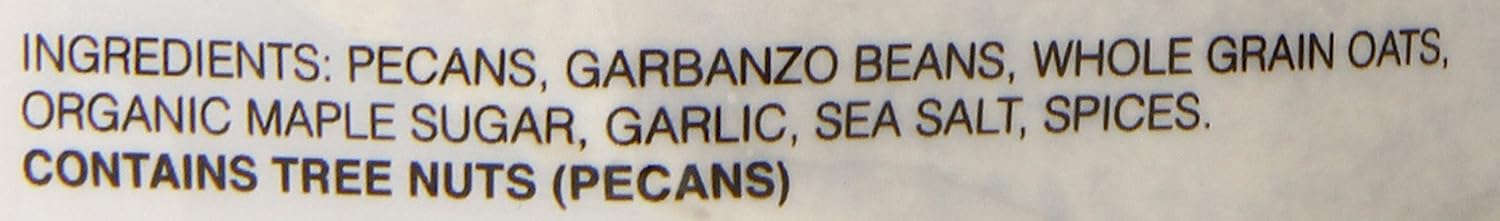 INGREDIENTS: PECANS, GARBANZO BEANS, WHOLE GRAIN OATS,
ORGANIC MAPLE SUGAR, GARLIC, SEA SALT, SPICES.
CONTAINS TREE NUTS (PECANS)